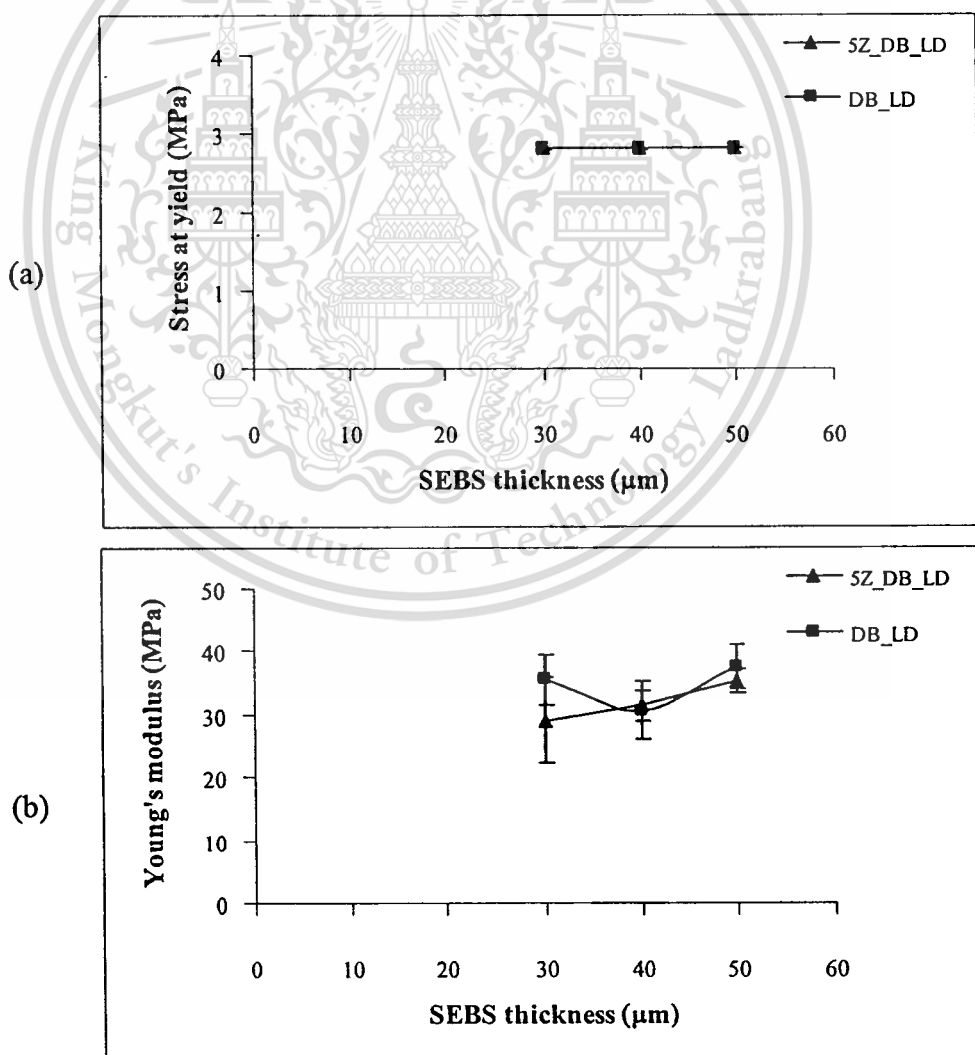 (a)
Stress at yield (MPa)
4
3
2
1
0
0 10 20 30 40 50 60
SEBS thickness (μm)
5Z_DB_LD
DB_LD
King Mongkut's Institute of Technology Ladkrabang
(b)
Young's modulus (MPa)
50
40
30
20
10
0
0 10 20 30 40 50 60
SEBS thickness (μm)
5Z_DB_LD
DB_LD